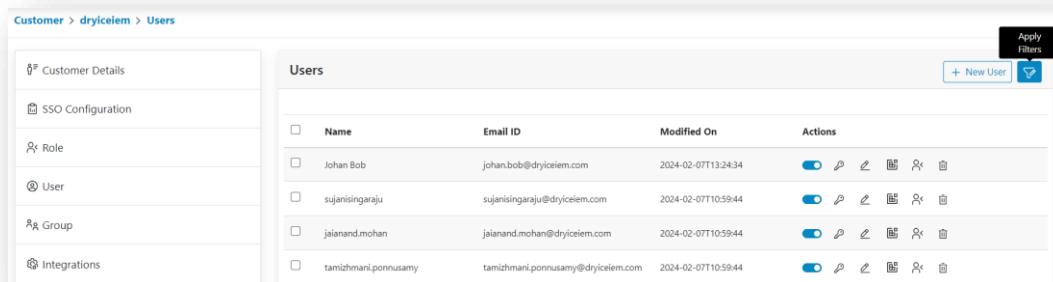 Customer > dryiceiem > Users
Apply
Filters
Customer Details
SSO Configuration
Role
User
Group
Integrations
Users
+ New User
Name Email ID Modified On Actions
Johan Bob johan.bob@dryiceiem.com 2024-02-07T13:24:34
sujanisingaraju sujanisingaraju@dryiceiem.com 2024-02-07T10:59:44
jaianand.mohan jaianand.mohan@dryiceiem.com 2024-02-07T10:59:44
tamizhmani.ponnusamy tamizhmani.ponnusamy@dryiceiem.com 2024-02-07T10:59:44